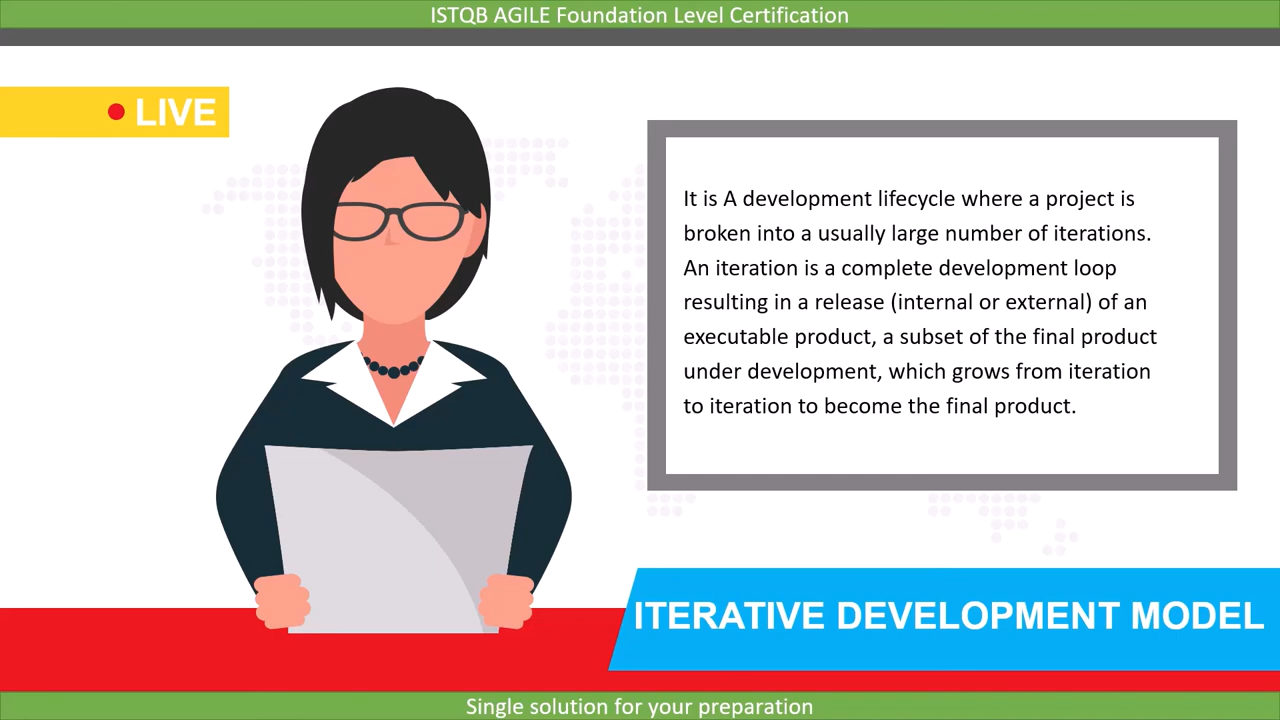 ISTQB AGILE Foundation Level Certification
LIVE
It is A development lifecycle where a project is
broken into a usually large number of iterations.
An iteration is a complete development loop
resulting in a release (internal or external) of an
executable product, a subset of the final product
under development, which grows from iteration
to iteration to become the final product.
ITERATIVE DEVELOPMENT MODEL
Single solution for your preparation